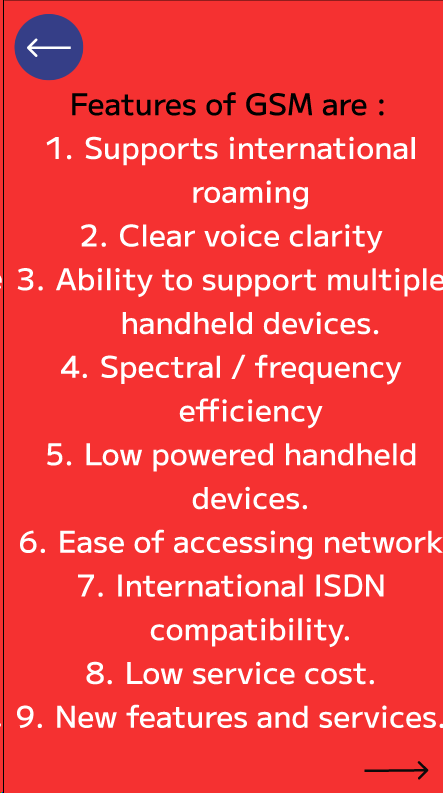 Features of GSM are :
1. Supports international
roaming
2. Clear voice clarity
3. Ability to support multiple
handheld devices.
4. Spectral / frequency
efficiency
5. Low powered handheld
devices.
6. Ease of accessing network
7. International ISDN
compatibility.
8. Low service cost.
9. New features and services.